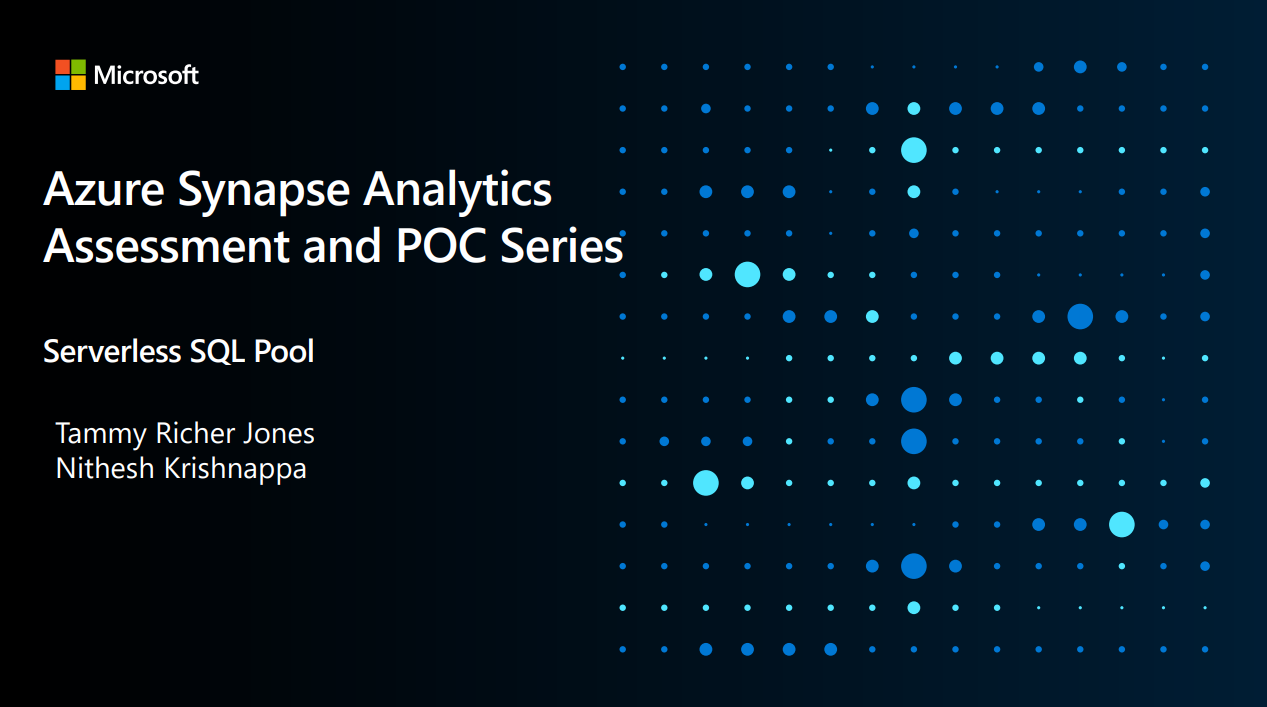 Microsoft
Azure Synapse Analytics
Assessment and POC Series
Serverless SQL Pool
Tammy Richer Jones
Nithesh Krishnappa